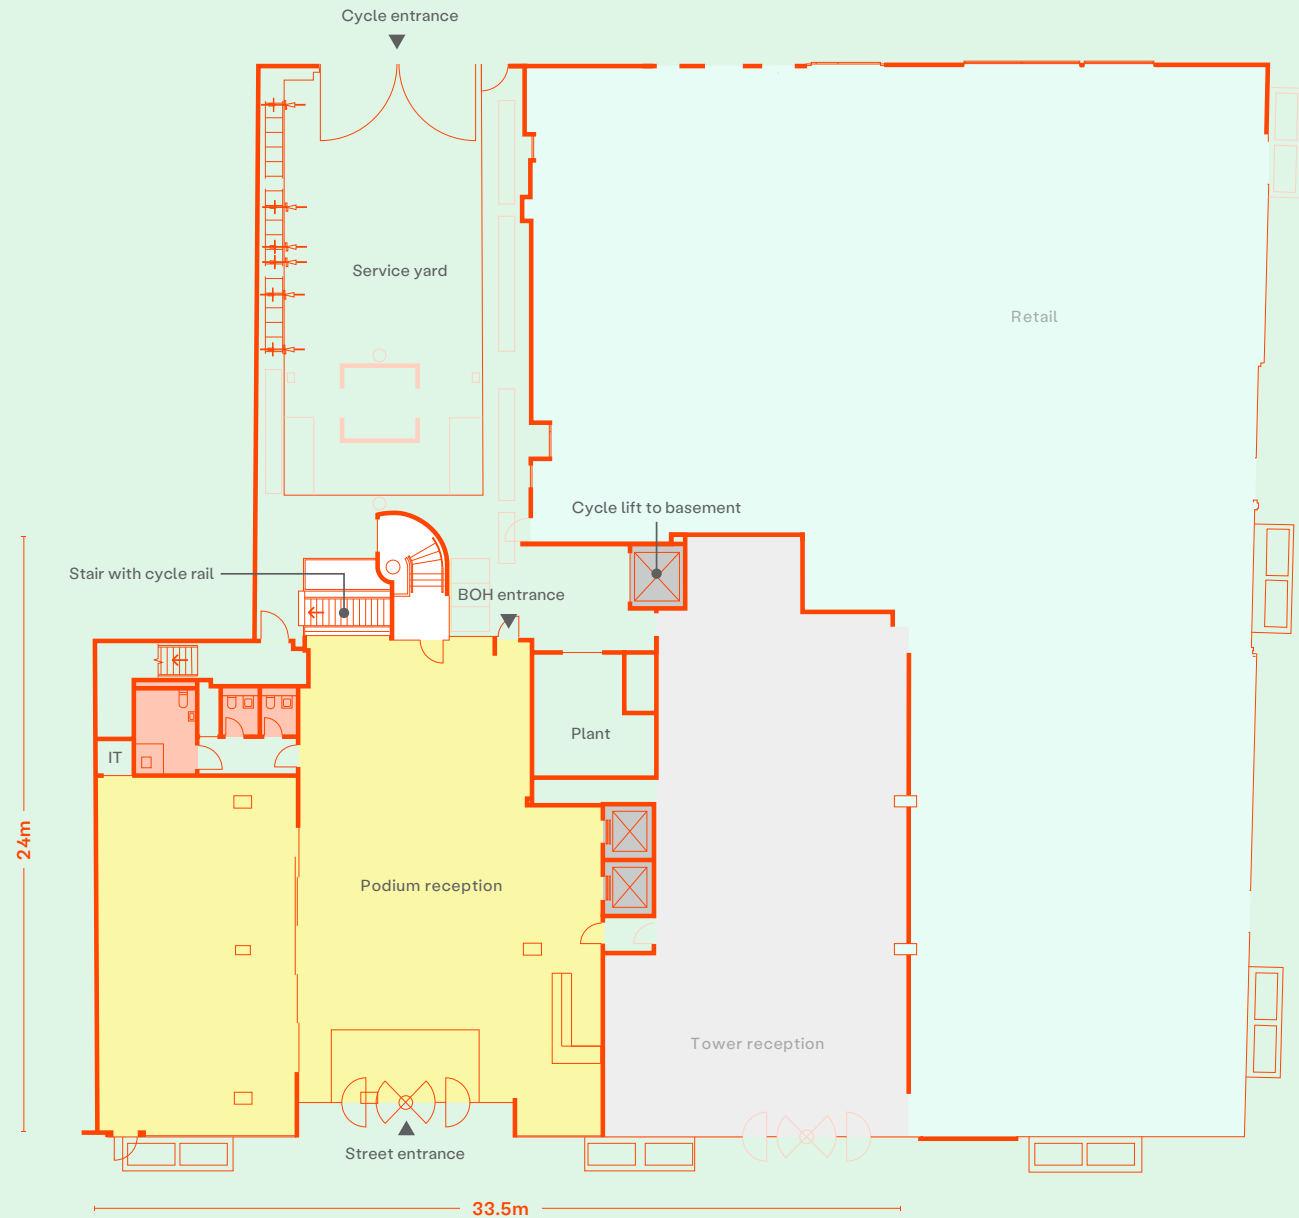 Cycle entrance
Service yard
Retail
Cycle lift to basement
Stair with cycle rail
BOH entrance
Plant
IT
24m
Podium reception
Tower reception
Street entrance
33.5m